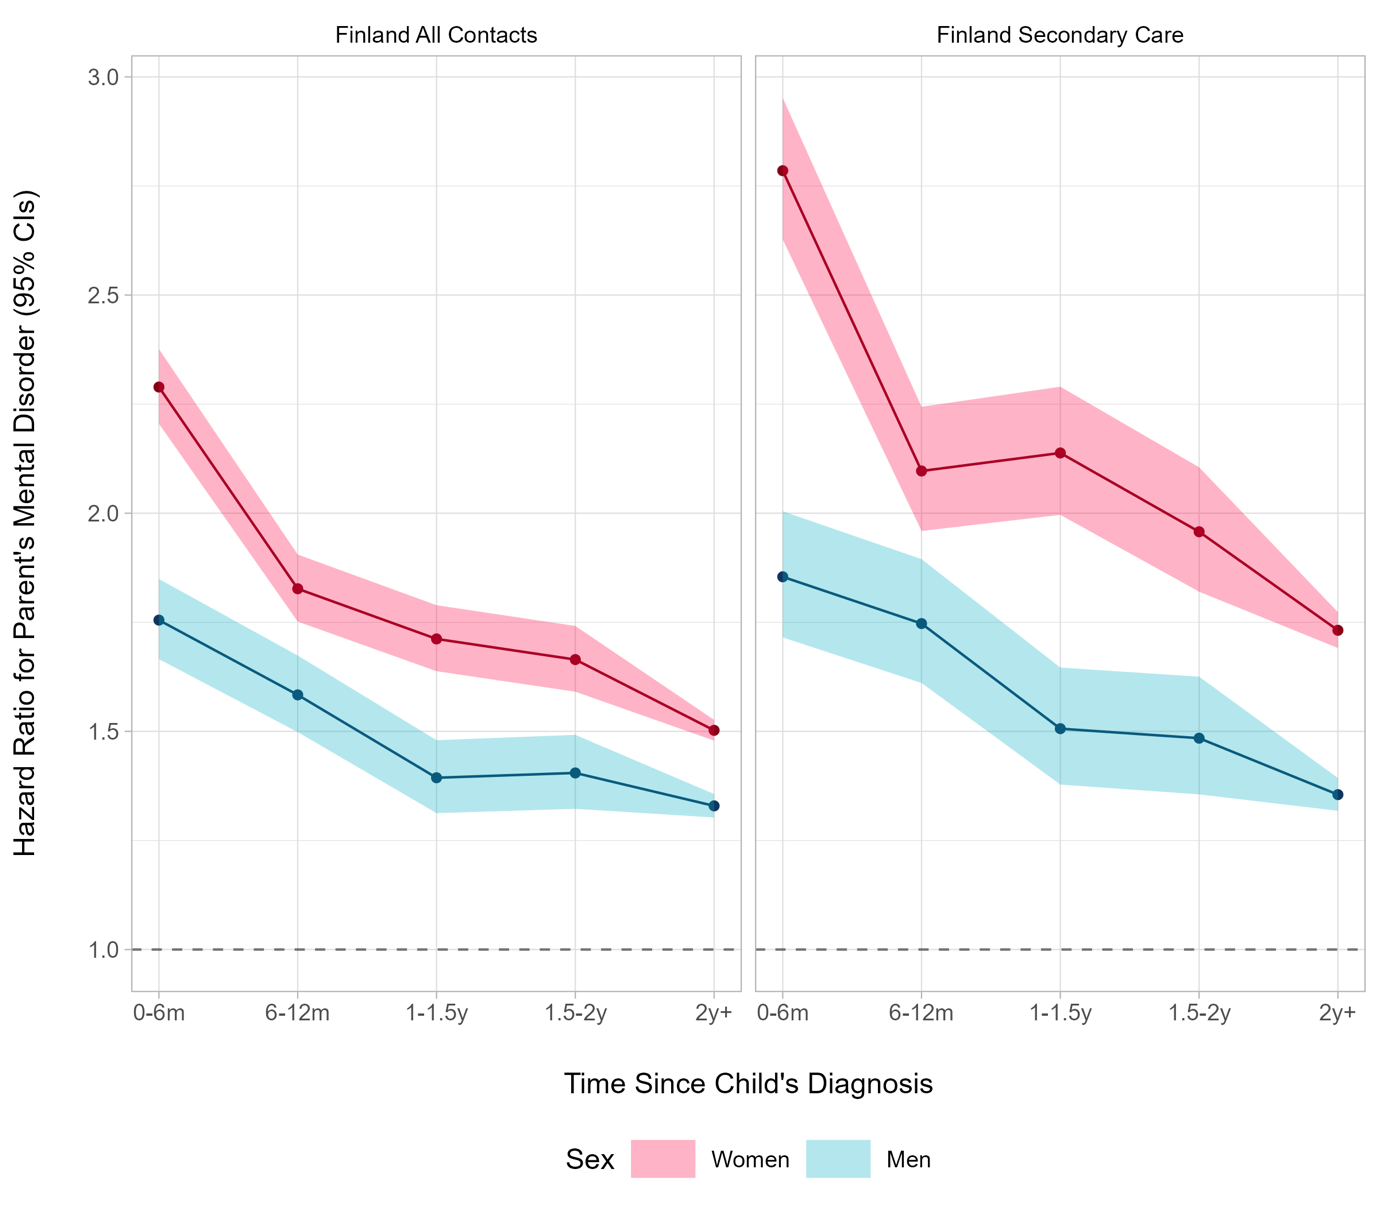 Finland All Contacts
Finland Secondary Care
Hazard Ratio for Parent's Mental Disorder (95% CIs)
3.0
2.5
2.0
1.5
1.0
0-6m 6-12m 1-1.5y 1.5-2y 2y+
0-6m 6-12m 1-1.5y 1.5-2y 2y+
Time Since Child's Diagnosis
Sex Women Men